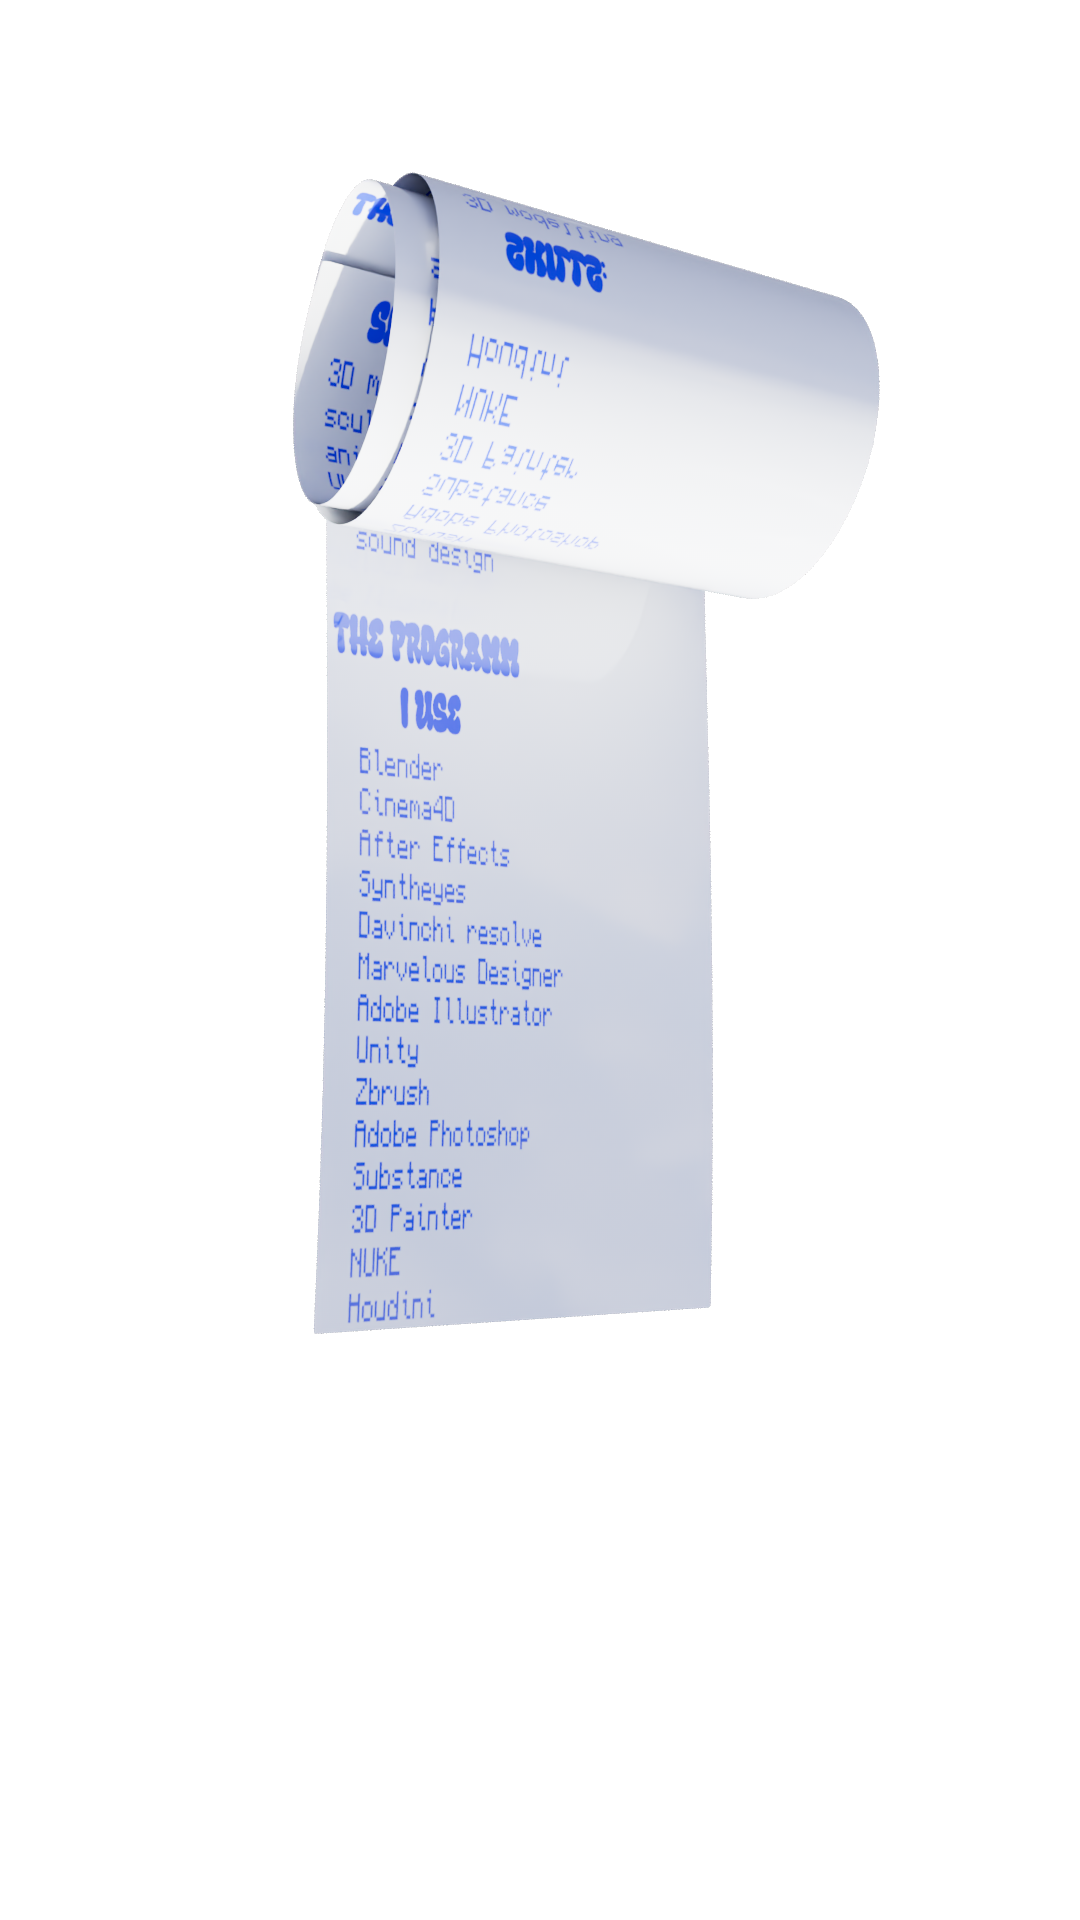 TH
S
3D m
scul
ani
3D modelling
SKILLS:
Houdini
NUKE
3D Painter
Substance
Adobe Photoshop
sound design
THE PROGRAMM
I USE
Blender
Cinema4D
After Effects
Syntheyes
Davinchi resolve
Marvelous Designer
Adobe Illustrator
Unity
Zbrush
Adobe Photoshop
Substance
3D Painter
NUKE
Houdini